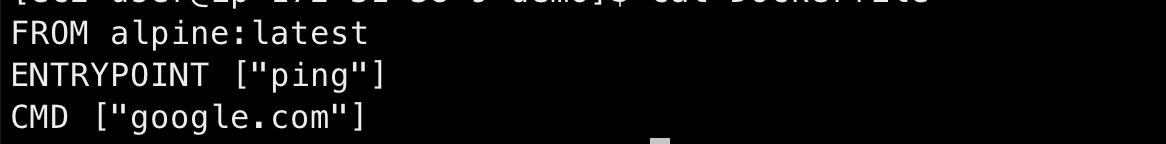 FROM alpine:latest
ENTRYPOINT ["ping"]
CMD ["google.com"]